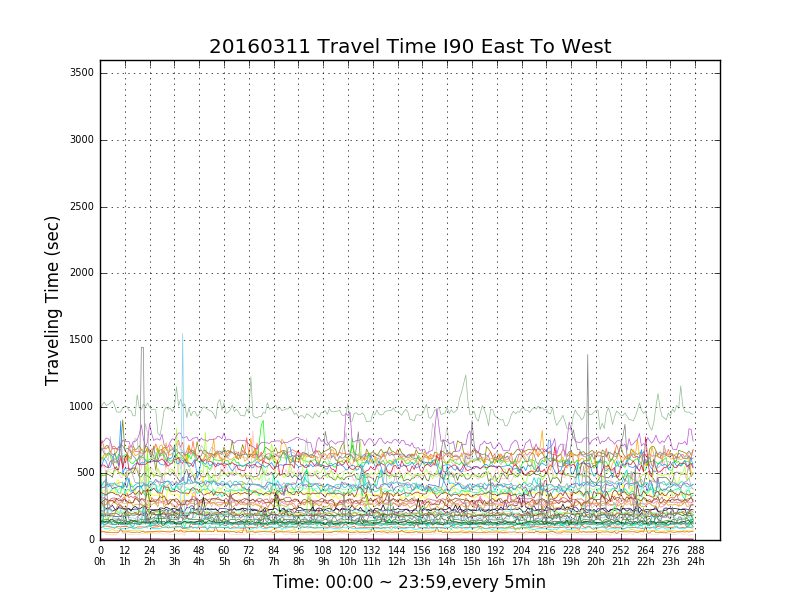 20160311 Travel Time I90 East To West
Traveling Time (sec)
3500
3000
2500
2000
1500
1000
500
0
0 12 24 36 48 60 72 84 96 108 120 132 144 156 168 180 192 204 216 228 240 252 264 276 288
0h 1h 2h 3h 4h 5h 6h 7h 8h 9h 10h 11h 12h 13h 14h 15h 16h 17h 18h 19h 20h 21h 22h 23h 24h
Time: 00:00 ~ 23:59,every 5min